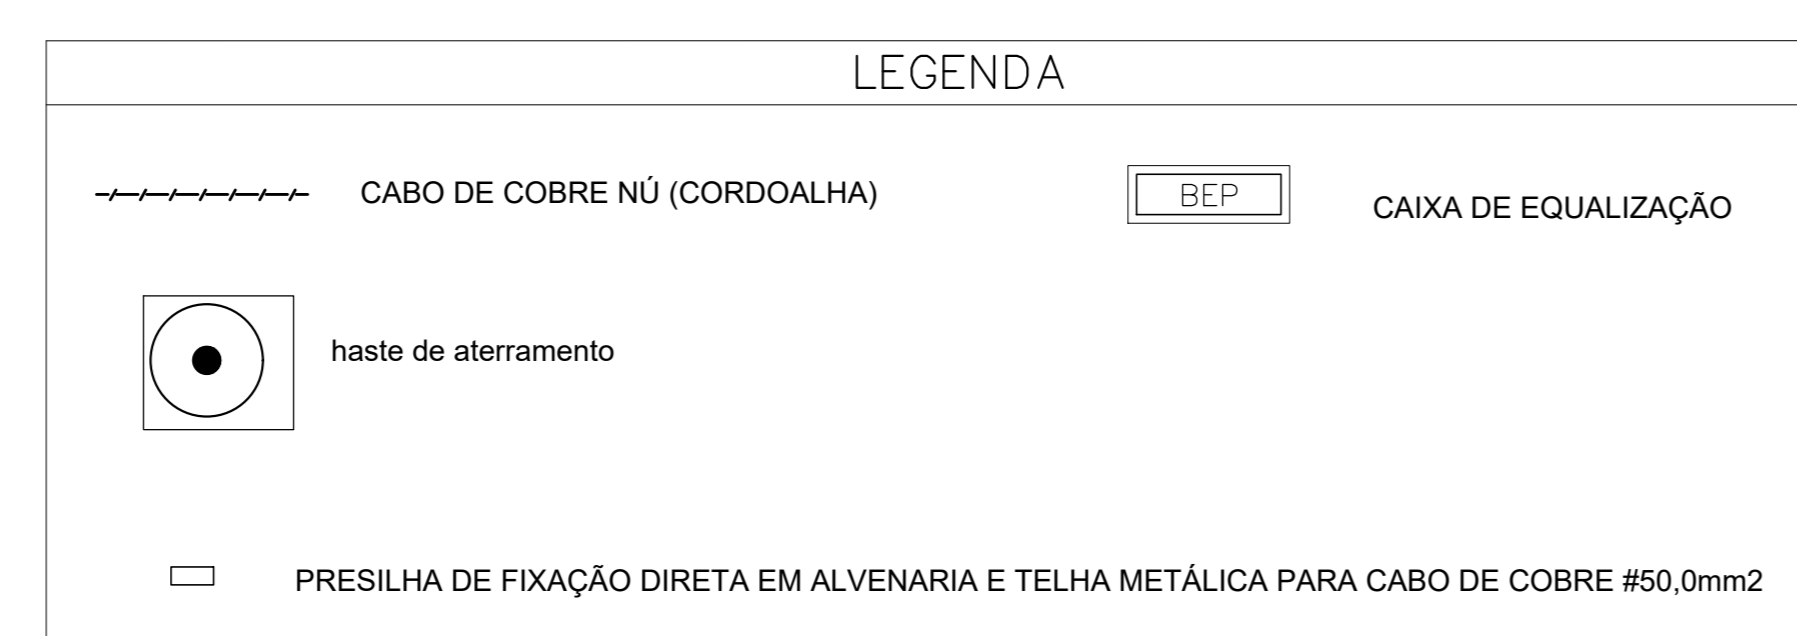 LEGENDA
CABO DE COBRE NÚ (CORDOALHA)
BEP
CAIXA DE EQUALIZAÇÃO
haste de aterramento
PRESILHA DE FIXAÇÃO DIRETA EM ALVENARIA E TELHA METÁLICA PARA CABO DE COBRE #50,0mm2